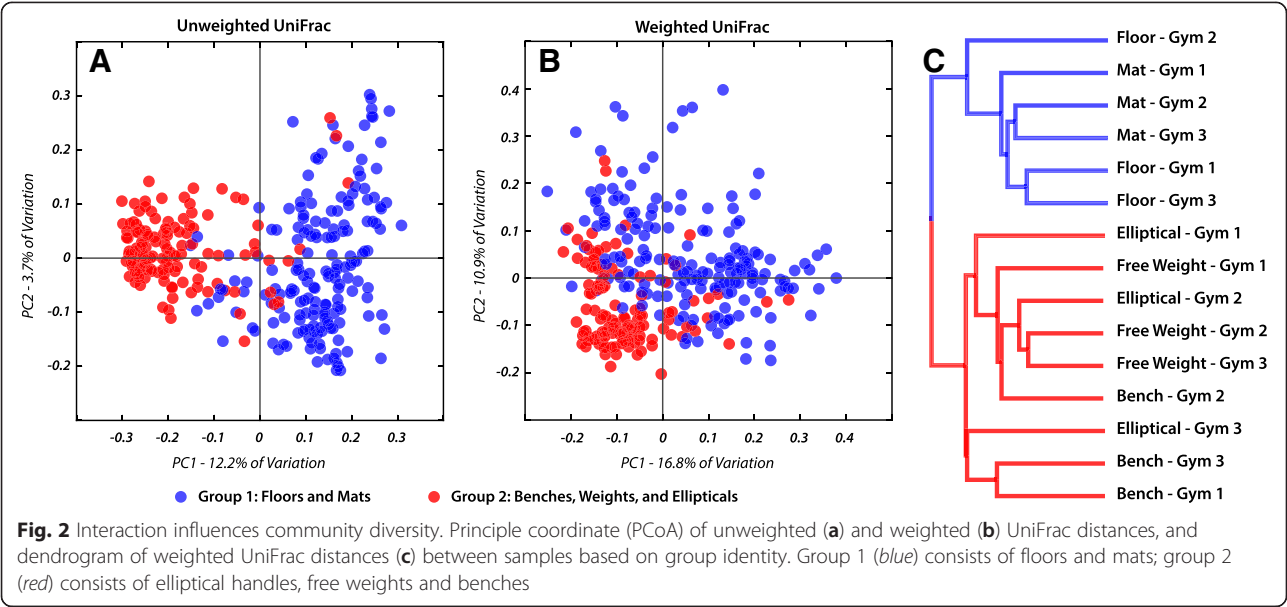 Unweighted UniFrac
A
0.3
0.2
0.1
0
-0.1
-0.2
PC2 - 3.7% of Variation
-0.3 -0.2 -0.1 0 0.1 0.2 0.3
PC1 - 12.2% of Variation
Weighted UniFrac
B
0.4
0.3
0.2
0.1
0
-0.1
-0.2
PC2 - 10.9% of Variation
-0.2 -0.1 0 0.1 0.2 0.3 0.4
PC1 - 16.8% of Variation
Group 1: Floors and Mats
Group 2: Benches, Weights, and Ellipticals
C
Floor - Gym 2
Mat - Gym 1
Mat - Gym 2
Mat - Gym 3
Floor - Gym 1
Floor - Gym 3
Elliptical - Gym 1
Free Weight - Gym 1
Elliptical - Gym 2
Free Weight - Gym 2
Free Weight - Gym 3
Bench - Gym 2
Elliptical - Gym 3
Bench - Gym 3
Bench - Gym 1
Fig. 2 Interaction influences community diversity. Principle coordinate (PCoA) of unweighted (a) and weighted (b) UniFrac distances, and
dendrogram of weighted UniFrac distances (c) between samples based on group identity. Group 1 (blue) consists of floors and mats; group 2
(red) consists of elliptical handles, free weights and benches